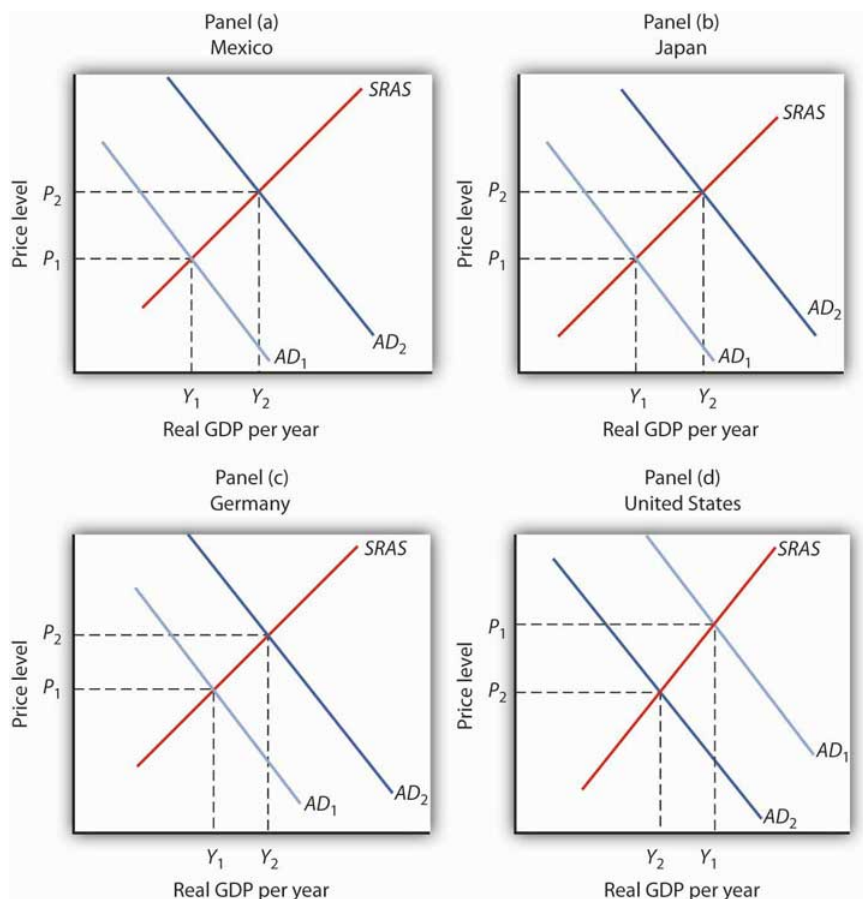 Panel (a)
Mexico
SRAS
P2
P1
Price level
AD2
AD1
Y1 Y2
Real GDP per year
Panel (b)
Japan
SRAS
P2
P1
Price level
AD2
AD1
Y1 Y2
Real GDP per year
Panel (c)
Germany
SRAS
P2
P1
Price level
AD1
AD2
Y1 Y2
Real GDP per year
Panel (d)
United States
SRAS
P1
P2
Price level
AD1
AD2
Y2 Y1
Real GDP per year